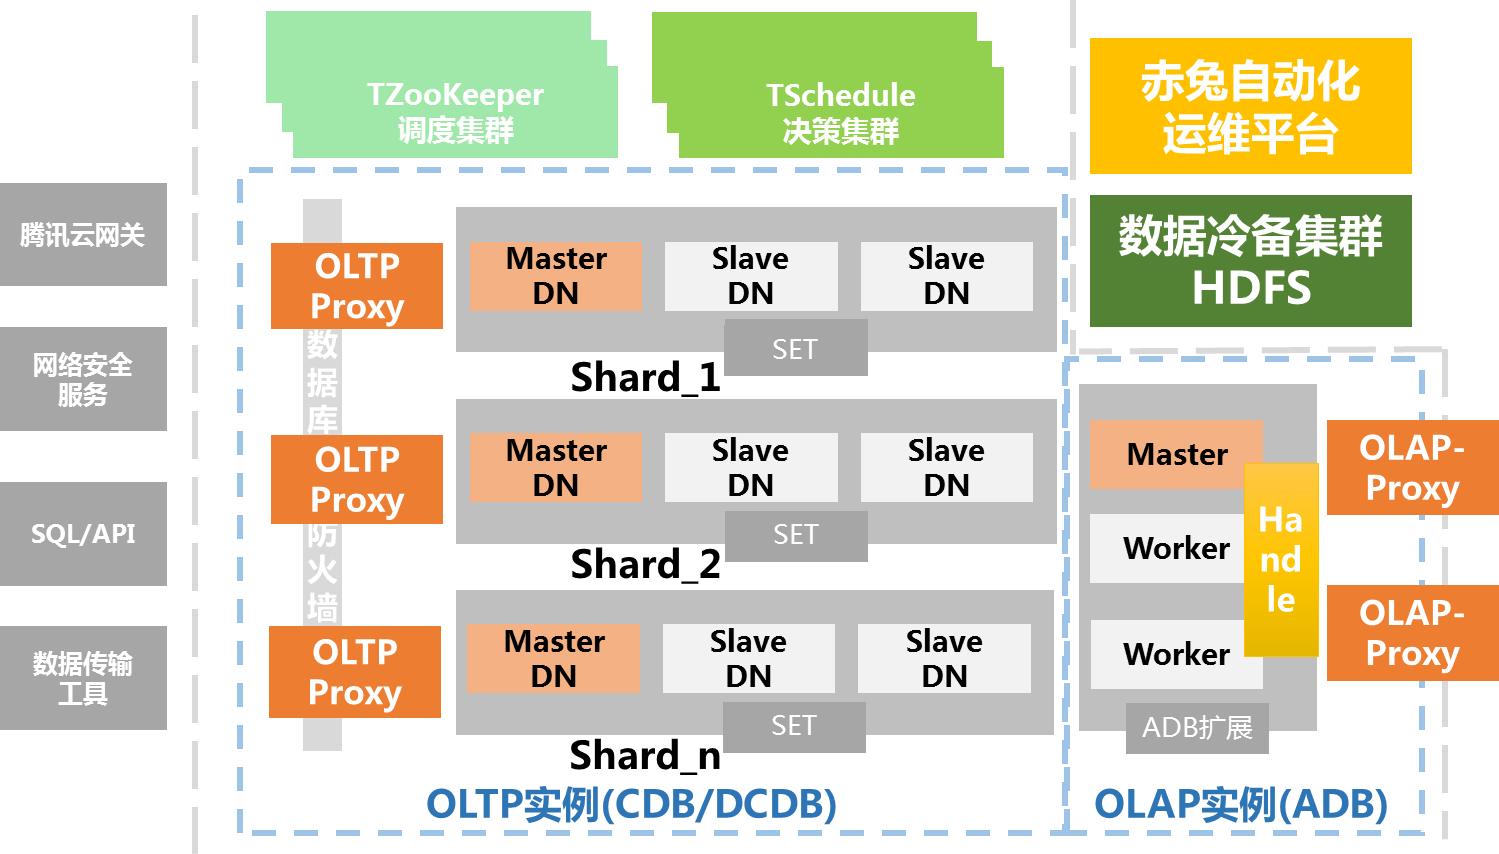 TZooKeeper
调度集群
TSchedule
决策集群
赤兔自动化
运维平台
数据冷备集群
HDFS
腾讯云网关
网络安全
服务
SQL/API
数据传输
工具
数
据
库
防
火
墙
OLTP
Proxy
Master
DN
Slave
DN
Slave
DN
SET
Shard_1
OLTP
Proxy
Master
DN
Slave
DN
Slave
DN
SET
Shard_2
OLTP
Proxy
Master
DN
Slave
DN
Slave
DN
SET
Shard_n
OLTP实例(CDB/DCDB)
Master
Worker
Worker
Ha
nd
le
ADB扩展
OLAP-
Proxy
OLAP-
Proxy
OLAP实例(ADB)